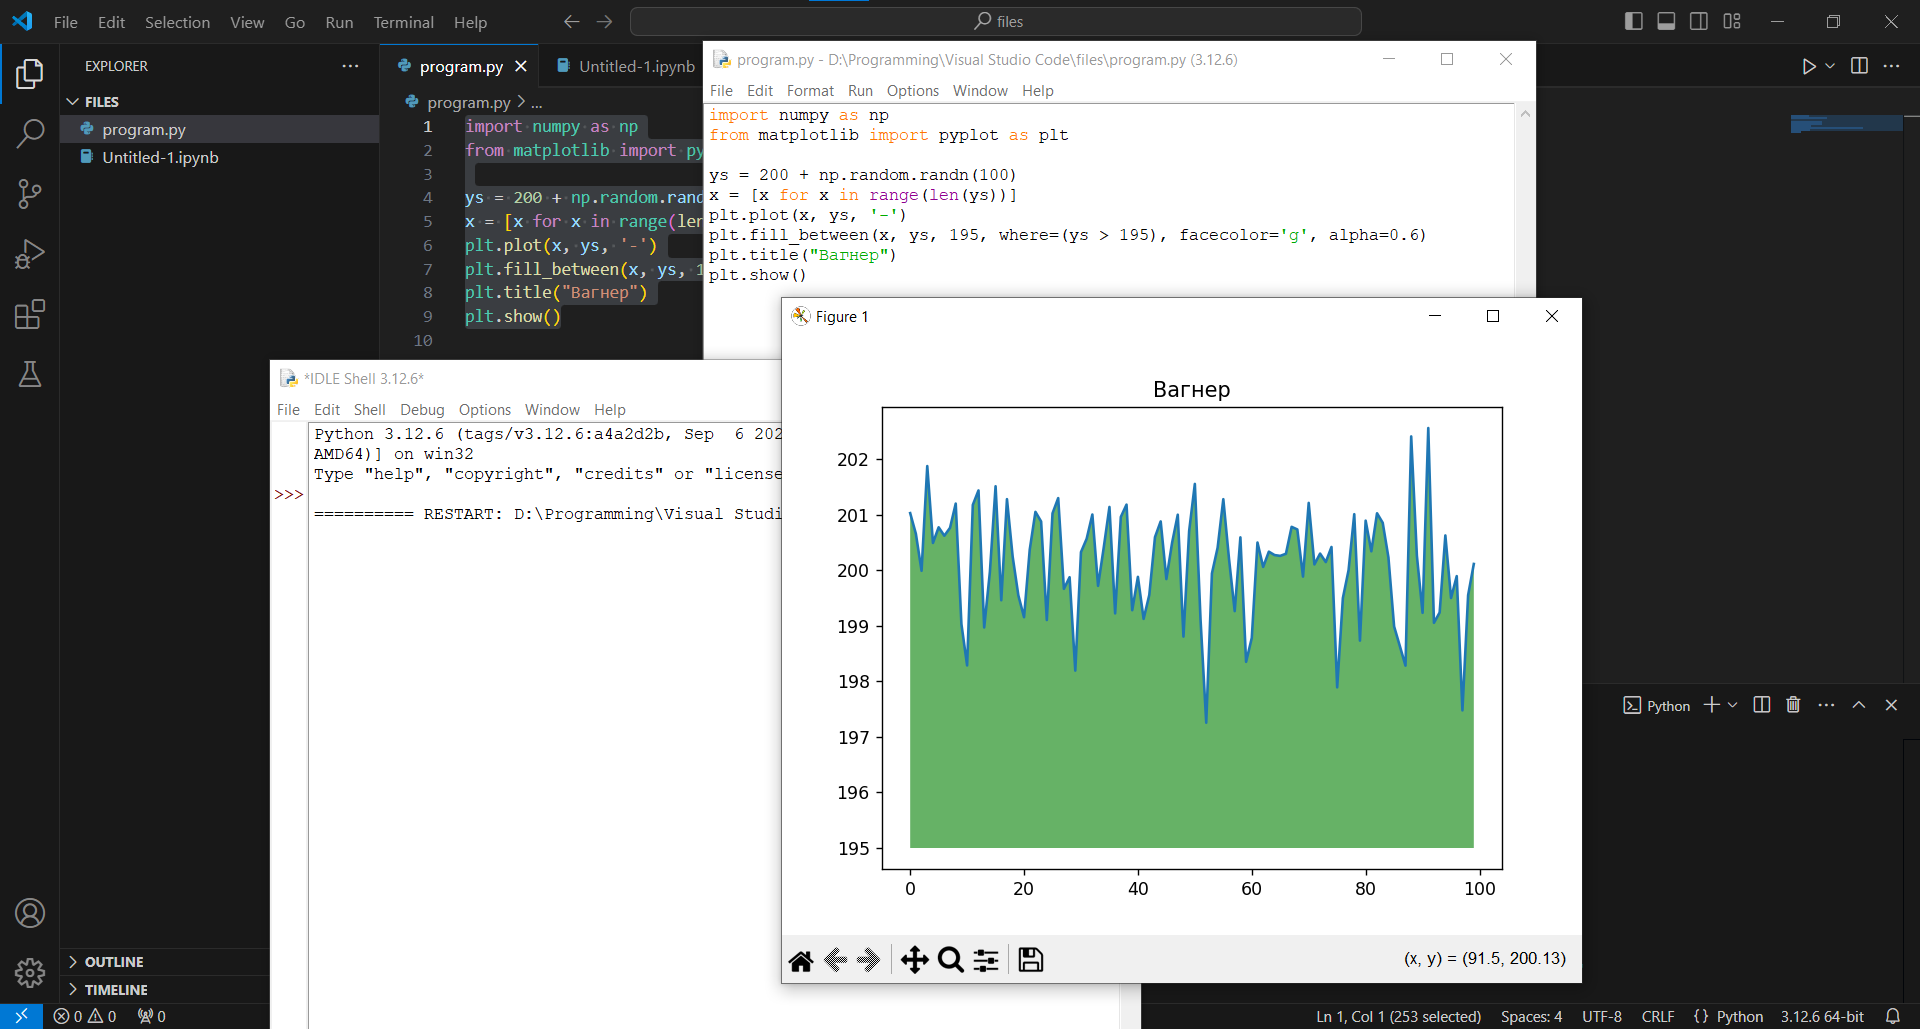 File Edit Selection View Go Run Terminal Help
files
EXPLORER
FILES
program.py
Untitled-1.ipynb
OUTLINE
TIMELINE
program.py
Untitled-1.ipynb
program.py > ...
1 import numpy as np
2 from matplotlib import py
3
4 ys = 200 + np.random.rand
5 x = [x for x in range(len
6 plt.plot(x, ys, '-')
7 plt.fill_between(x, ys, 1
8 plt.title("Вагнер")
9 plt.show()
10
program.py - D:\Programming\Visual Studio Code\files\program.py (3.12.6)
File Edit Format Run Options Window Help
import numpy as np
from matplotlib import pyplot as plt
ys = 200 + np.random.randn(100)
x = [x for x in range(len(ys))]
plt.plot(x, ys, '-')
plt.fill_between(x, ys, 195, where=(ys > 195), facecolor='g', alpha=0.6)
plt.title("Вагнер")
plt.show()
*IDLE Shell 3.12.6*
File Edit Shell Debug Options Window Help
Python 3.12.6 (tags/v3.12.6:a4a2d2b, Sep  6 202
AMD64)] on win32
Type "help", "copyright", "credits" or "license
>>>
========== RESTART: D:\Programming\Visual Studi
Figure 1
Вагнер
202
201
200
199
198
197
196
195
0 20 40 60 80 100
(x, y) = (91.5, 200.13)
Python
0 0 0
Ln 1, Col 1 (253 selected) Spaces: 4 UTF-8 CRLF {} Python 3.12.6 64-bit